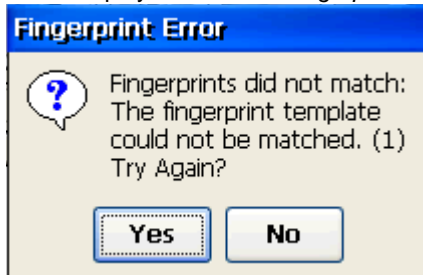 Fingerprint Error
Fingerprints did not match:
The fingerprint template
could not be matched. (1)
Try Again?
Yes No